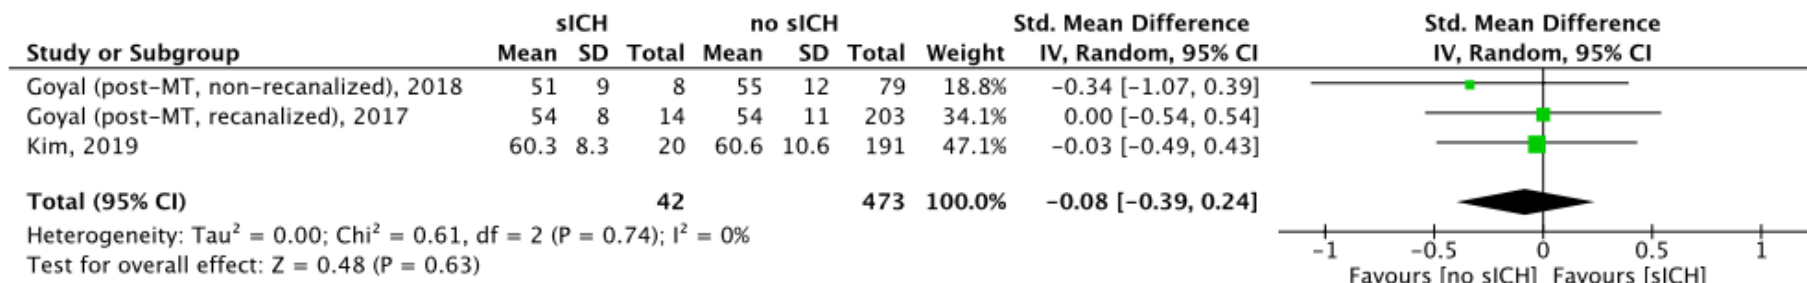 sICH no sICH Std. Mean Difference Std. Mean Difference
Study or Subgroup Mean SD Total Mean SD Total Weight IV, Random, 95% CI IV, Random, 95% CI
Goyal (post-MT, non-recanalized), 2018 51 9 8 55 12 79 18.8% -0.34 [-1.07, 0.39]
Goyal (post-MT, recanalized), 2017 54 8 14 54 11 203 34.1% 0.00 [-0.54, 0.54]
Kim, 2019 60.3 8.3 20 60.6 10.6 191 47.1% -0.03 [-0.49, 0.43]
Total (95% CI) 42 473 100.0% -0.08 [-0.39, 0.24]
Heterogeneity: Tau² = 0.00; Chi² = 0.61, df = 2 (P = 0.74); I² = 0%
Test for overall effect: Z = 0.48 (P = 0.63)
-1 -0.5 0 0.5 1
Favours [no sICH] Favours [sICH]